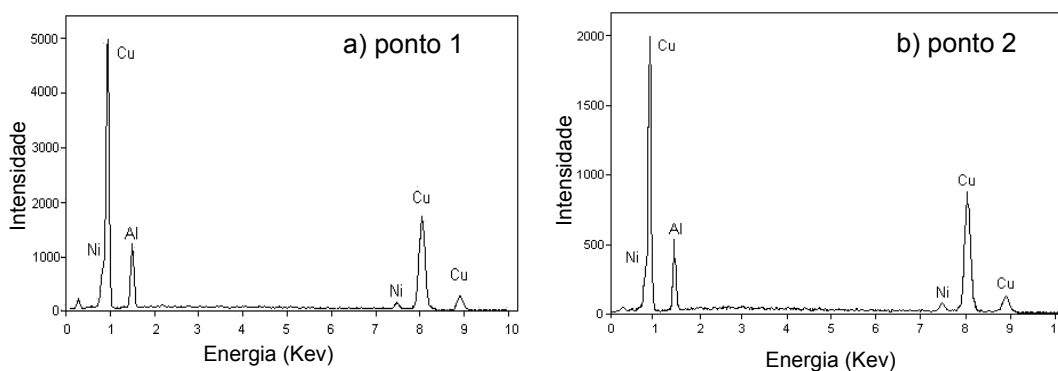 a) ponto 1
Intensidade
5000
4000
3000
2000
1000
0
Cu
Ni
Al
Ni
Cu
Cu
0 1 2 3 4 5 6 7 8 9 10
Energia (Kev)
b) ponto 2
Intensidade
2000
1500
1000
500
0
Cu
Ni
Al
Ni
Cu
Cu
0 1 2 3 4 5 6 7 8 9 1
Energia (Kev)